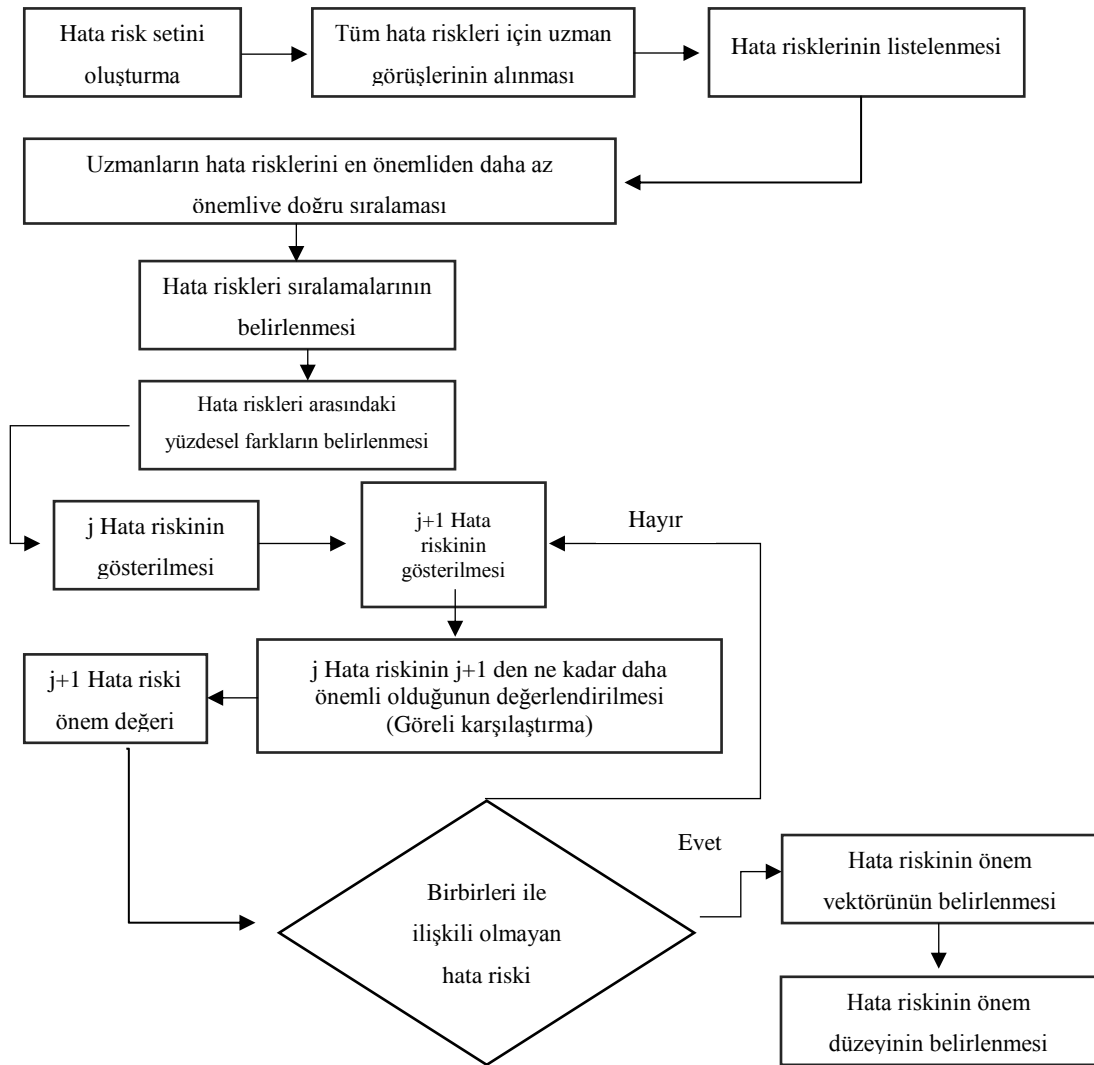 Hata risk setini
oluşturma
Tüm hata riskleri için uzman
görüşlerinin alınması
Hata risklerinin listelenmesi
Uzmanların hata risklerini en önemliden daha az
önemliye doğru sıralaması
Hata riskleri sıralamalarının
belirlenmesi
Hata riskleri arasındaki
yüzdesel farkların belirlenmesi
j Hata riskinin
gösterilmesi
j+1 Hata
riskinin
gösterilmesi
Hayır
j Hata riskinin j+1 den ne kadar daha
önemli olduğunun değerlendirilmesi
(Göreli karşılaştırma)
j+1 Hata riski
önem değeri
Birbirleri ile
ilişkili olmayan
hata riski
Evet
Hata riskinin önem
vektörünün belirlenmesi
Hata riskinin önem
düzeyinin belirlenmesi